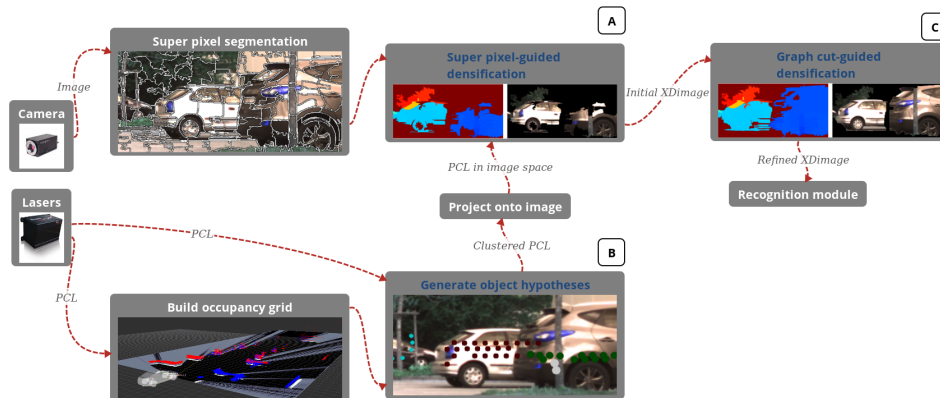 A
C
Super pixel segmentation
Super pixel-guided
densification
Graph cut-guided
densification
Image
Initial XDimage
Camera
PCL in image space
Refined XDimage
Lasers
Project onto image
Recognition module
PCL
Clustered PCL
B
Generate object hypotheses
PCL
Build occupancy grid